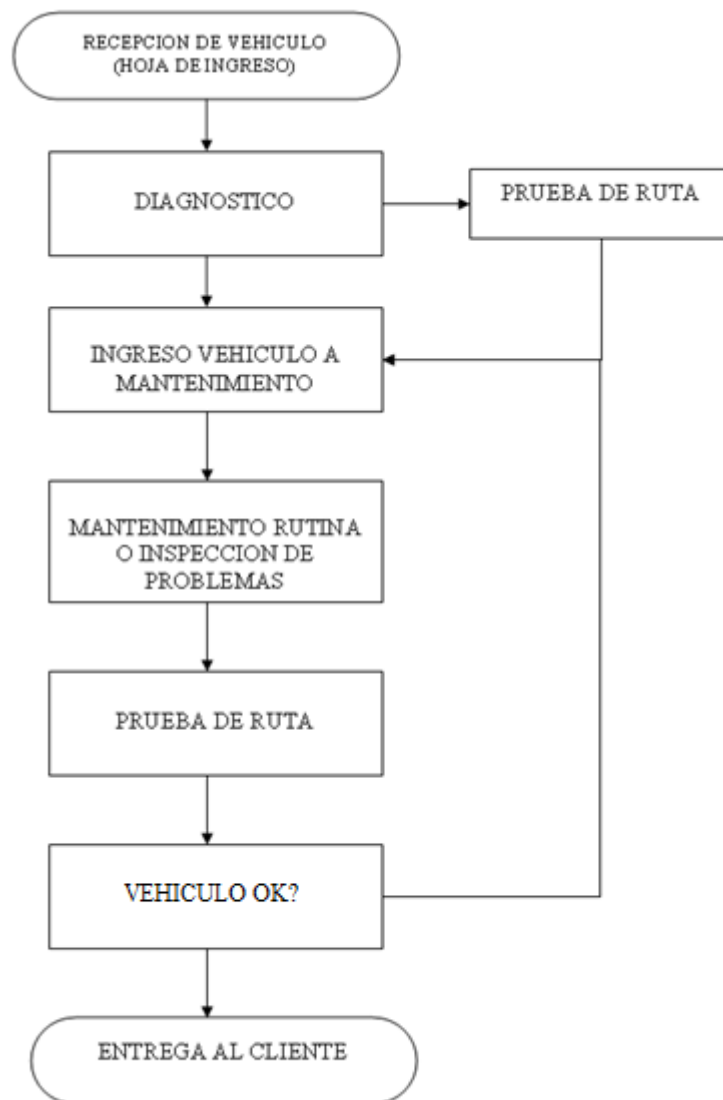 RECEPCION DE VEHICULO
(HOJA DE INGRESO)
DIAGNOSTICO
PRUEBA DE RUTA
INGRESO VEHICULO A
MANTENIMIENTO
MANTENIMIENTO RUTINA
O INSPECCION DE
PROBLEMAS
PRUEBA DE RUTA
VEHICULO OK?
ENTREGA AL CLIENTE